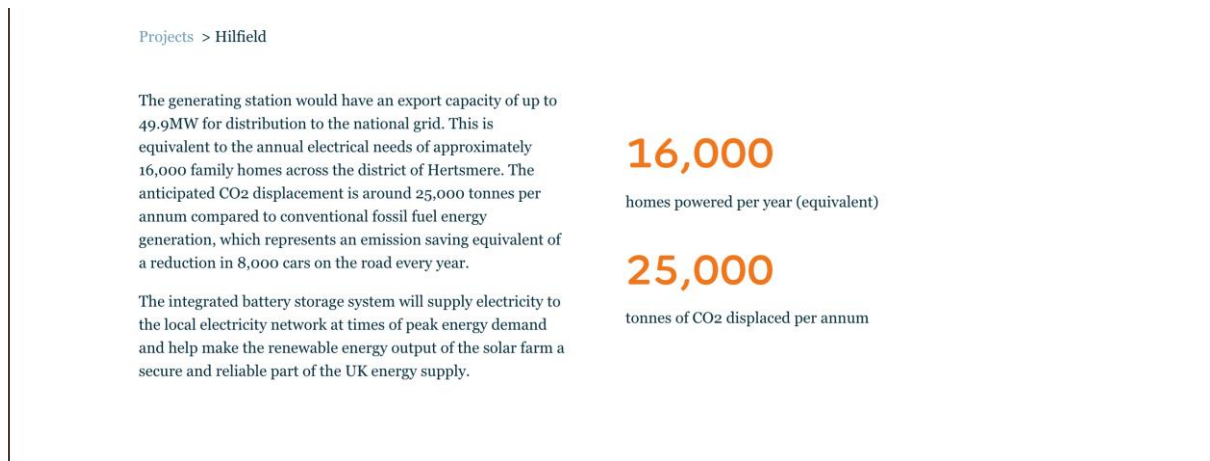 Projects > Hilfield
The generating station would have an export capacity of up to
49.9MW for distribution to the national grid. This is
equivalent to the annual electrical needs of approximately
16,000 family homes across the district of Hertsmere. The
anticipated CO2 displacement is around 25,000 tonnes per
annum compared to conventional fossil fuel energy
generation, which represents an emission saving equivalent of
a reduction in 8,000 cars on the road every year.
The integrated battery storage system will supply electricity to
the local electricity network at times of peak energy demand
and help make the renewable energy output of the solar farm a
secure and reliable part of the UK energy supply.
16,000
homes powered per year (equivalent)
25,000
tonnes of CO2 displaced per annum